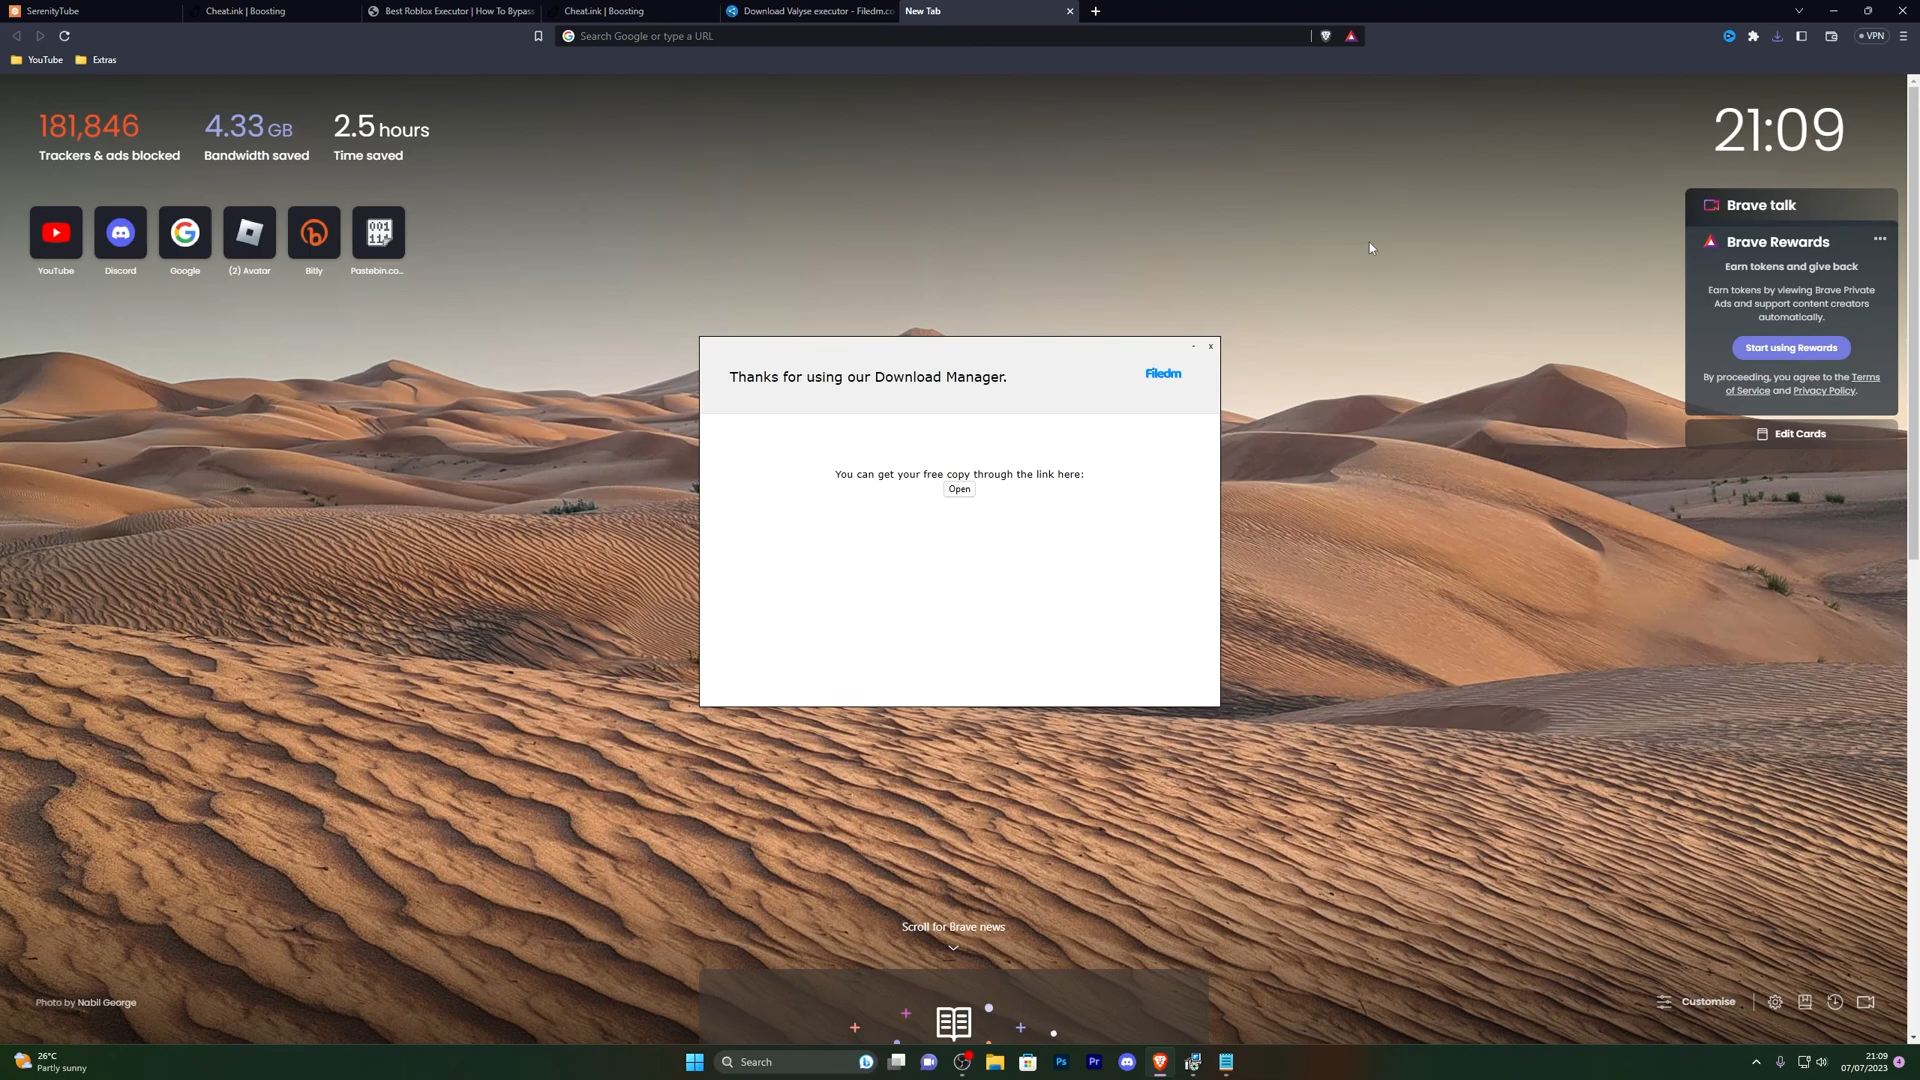 SerenityTube
Cheat.ink | Boosting
Best Roblox Executor | How To Bypass
Cheat.ink | Boosting
Download Valyse executor - Filedm.co
New Tab
Search Google or type a URL
VPN
YouTube
Extras
181,846
Trackers & ads blocked
4.33 GB
Bandwidth saved
2.5 hours
Time saved
21:09
YouTube
Discord
Google
(2) Avatar
Bitly
Pastebin.co...
Brave talk
Brave Rewards
Earn tokens and give back
Earn tokens by viewing Brave Private
Ads and support content creators
automatically.
Start using Rewards
By proceeding, you agree to the Terms
of Service and Privacy Policy.
Edit Cards
Thanks for using our Download Manager.
Filedm
You can get your free copy through the link here:
Open
Scroll for Brave news
Photo by Nabil George
Customise
26°C
Partly sunny
Search
Ps
Pr
21:09
07/07/2023
4